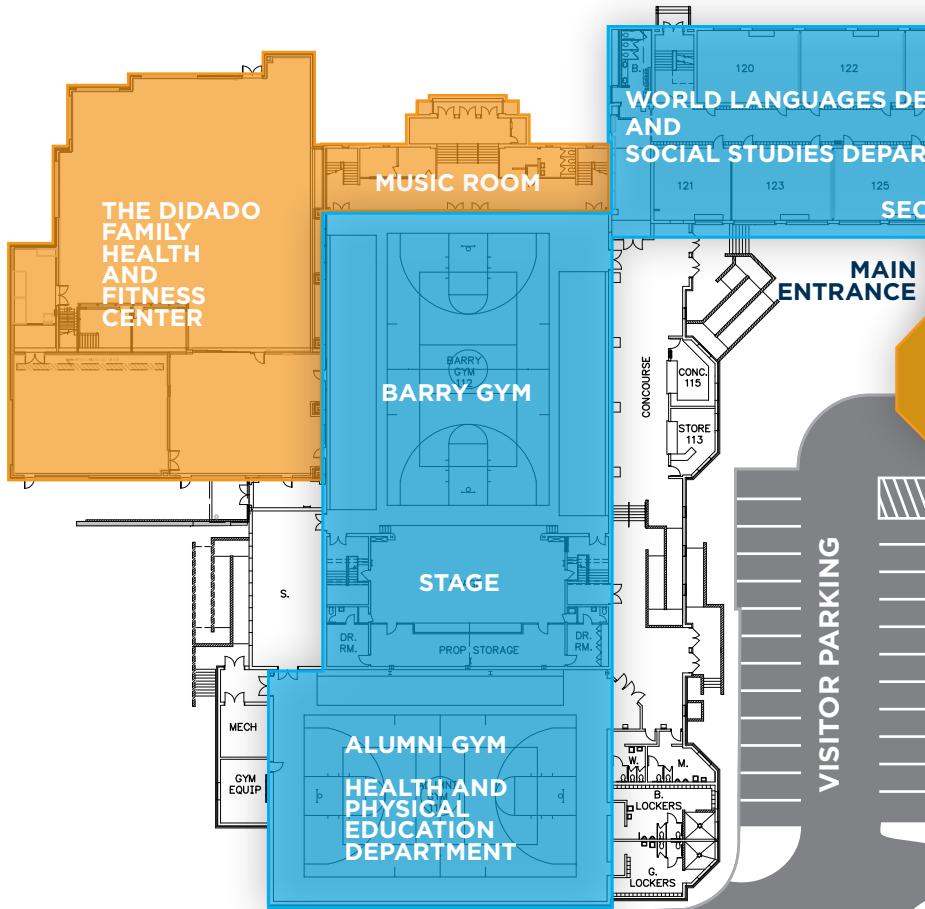 B.
120
122
WORLD LANGUAGES DE
AND
SOCIAL STUDIES DEPAR
121
123
125
SEC
MUSIC ROOM
THE DIDADO
FAMILY
HEALTH
AND
FITNESS
CENTER
MAIN
ENTRANCE
BARRY
GYM
112
BARRY GYM
CONCOURSE
CONC.
115
STORE
113
STAGE
S.
DR.
RM.
PROP STORAGE
DR.
RM.
VISITOR PARKING
MECH
GYM
EQUIP
ALUMNI GYM
HEALTH AND
PHYSICAL
EDUCATION
DEPARTMENT
W.
M.
B.
LOCKERS
G.
LOCKERS